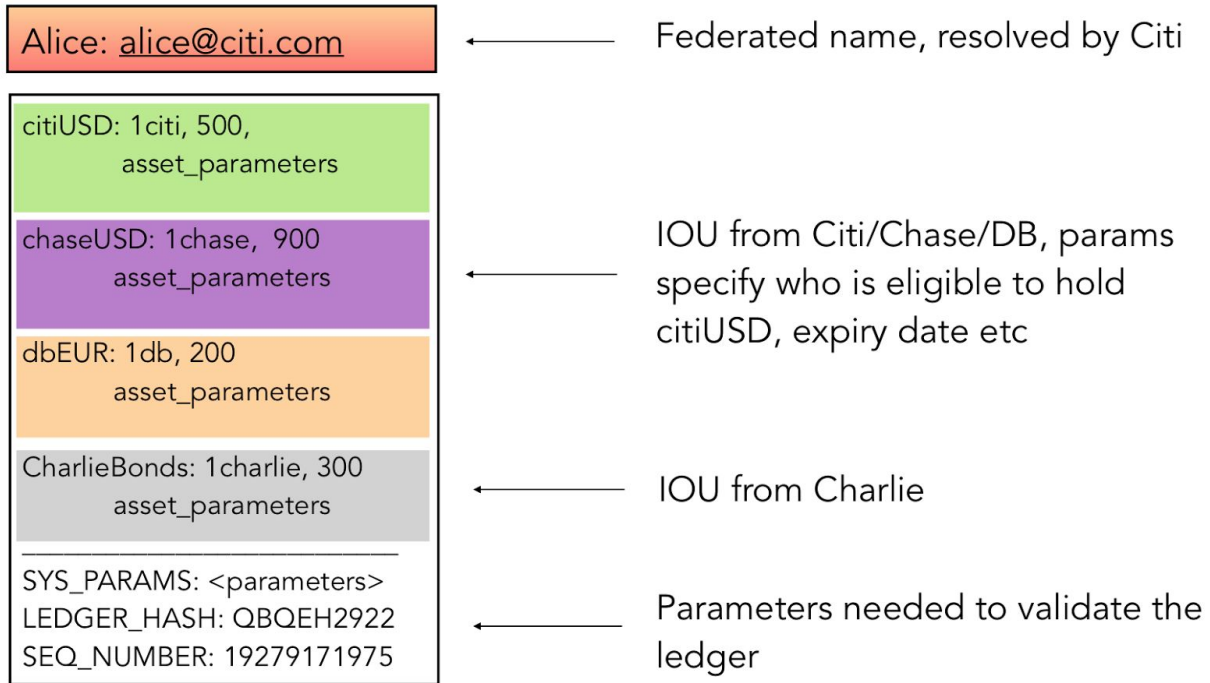 Alice: alice@citi.com
Federated name, resolved by Citi
citiUSD: 1citi, 500,
asset_parameters
chaseUSD: 1chase, 900
asset_parameters
IOU from Citi/Chase/DB, params
specify who is eligible to hold
citiUSD, expiry date etc
dbEUR: 1db, 200
asset_parameters
CharlieBonds: 1charlie, 300
asset_parameters
IOU from Charlie
SYS_PARAMS: <parameters>
LEDGER_HASH: QBQEH2922
SEQ_NUMBER: 19279171975
Parameters needed to validate the
ledger